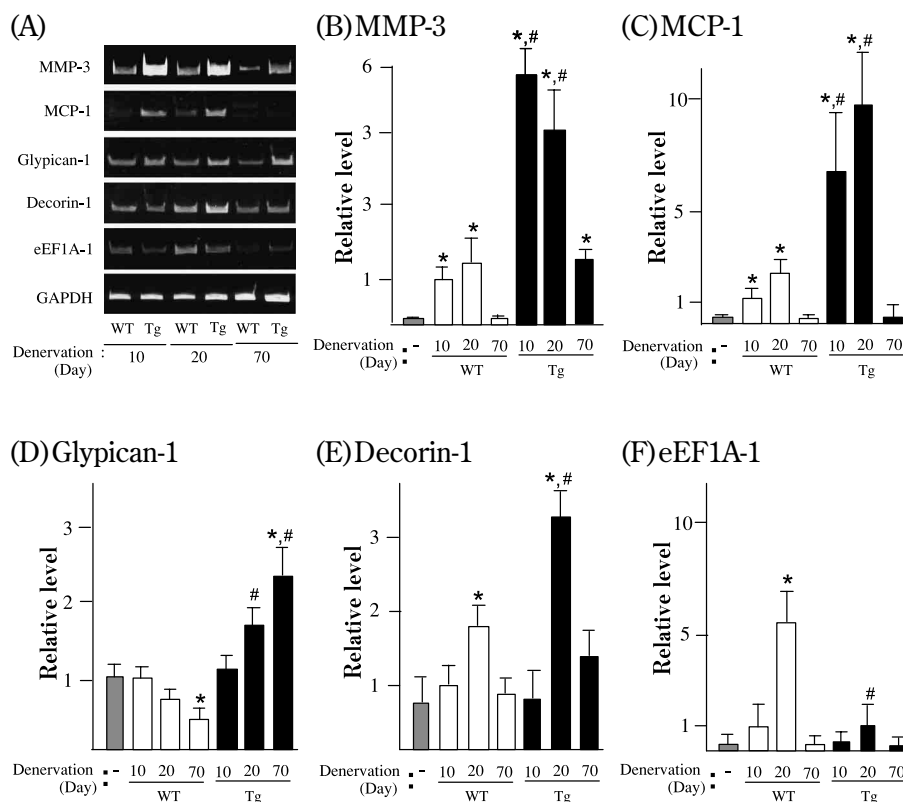 (A)
MMP-3
MCP-1
Glypican-1
Decorin-1
eEF1A-1
GAPDH
WT Tg WT Tg WT Tg
Denervation : 10 20 70
(Day)
(B) MMP-3
Relative level
6
3
3
1
* * *,# *,# *
Denervation : - 10 20 70 10 20 70
(Day) WT Tg
(C) MCP-1
Relative level
10
5
1
* * *,# *,#
Denervation : - 10 20 70 10 20 70
(Day) WT Tg
(D) Glypican-1
Relative level
3
2
1
* # *,#
Denervation : - 10 20 70 10 20 70
(Day) WT Tg
(E) Decorin-1
Relative level
3
2
1
* *,#
Denervation : - 10 20 70 10 20 70
(Day) WT Tg
(F) eEF1A-1
Relative level
10
5
1
* #
Denervation : - 10 20 70 10 20 70
(Day) WT Tg